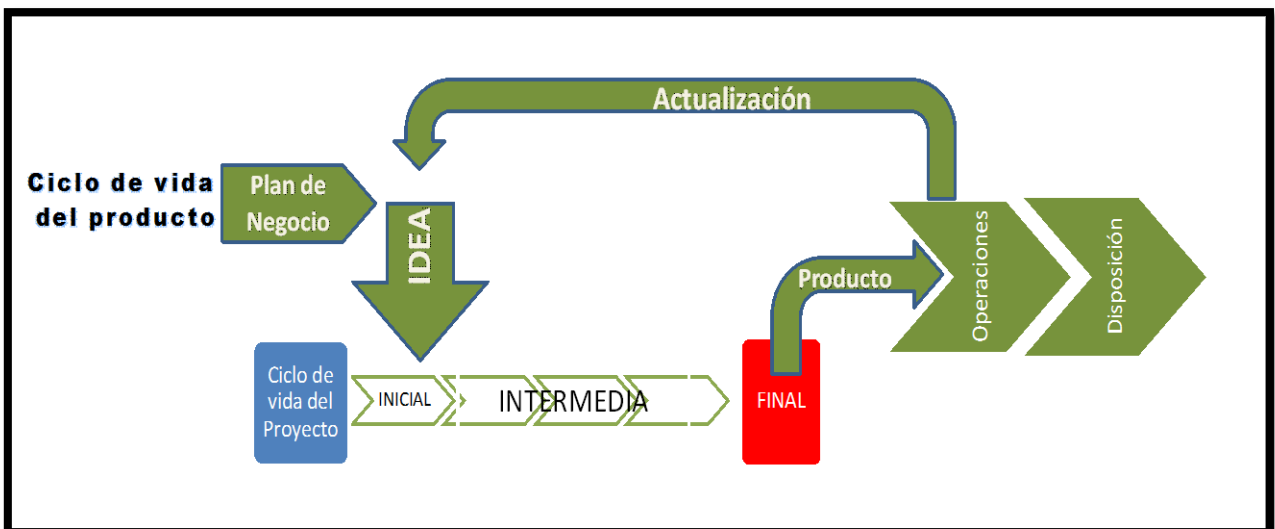 Actualización
Ciclo de vida
del producto
Plan de
Negocio
IDEA
Producto
Operaciones
Disposición
Ciclo de
vida del
Proyecto
INICIAL
INTERMEDIA
FINAL